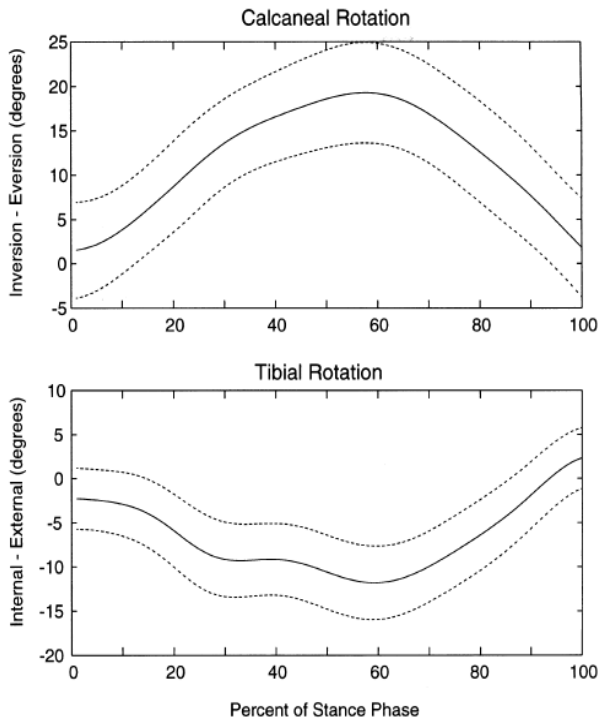 Calcaneal Rotation
Inversion - Eversion (degrees)
25
20
15
10
5
0
-5
0 20 40 60 80 100
Tibial Rotation
Internal - External (degrees)
10
5
0
-5
-10
-15
-20
0 20 40 60 80 100
Percent of Stance Phase